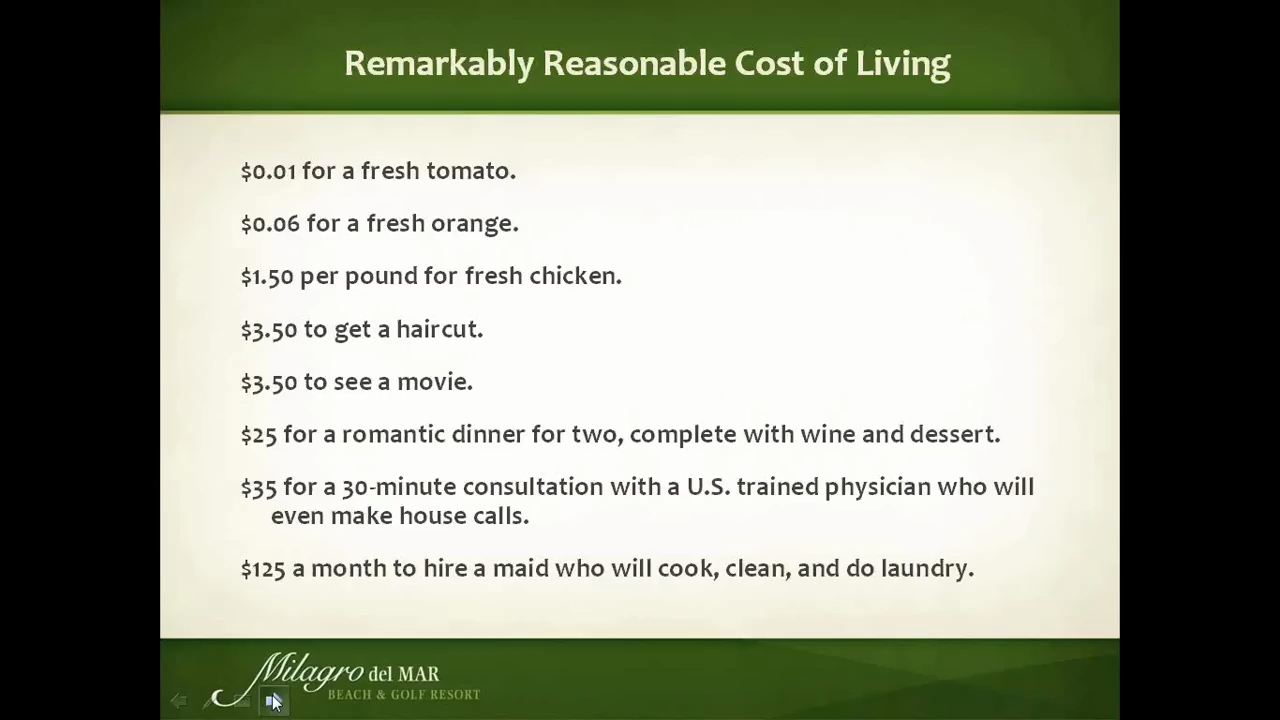 Remarkably Reasonable Cost of Living
$0.01 for a fresh tomato.
$0.06 for a fresh orange.
$1.50 per pound for fresh chicken.
$3.50 to get a haircut.
$3.50 to see a movie.
$25 for a romantic dinner for two, complete with wine and dessert.
$35 for a 30-minute consultation with a U.S. trained physician who will
even make house calls.
$125 a month to hire a maid who will cook, clean, and do laundry.
Milagro del MAR
BEACH & GOLF RESORT